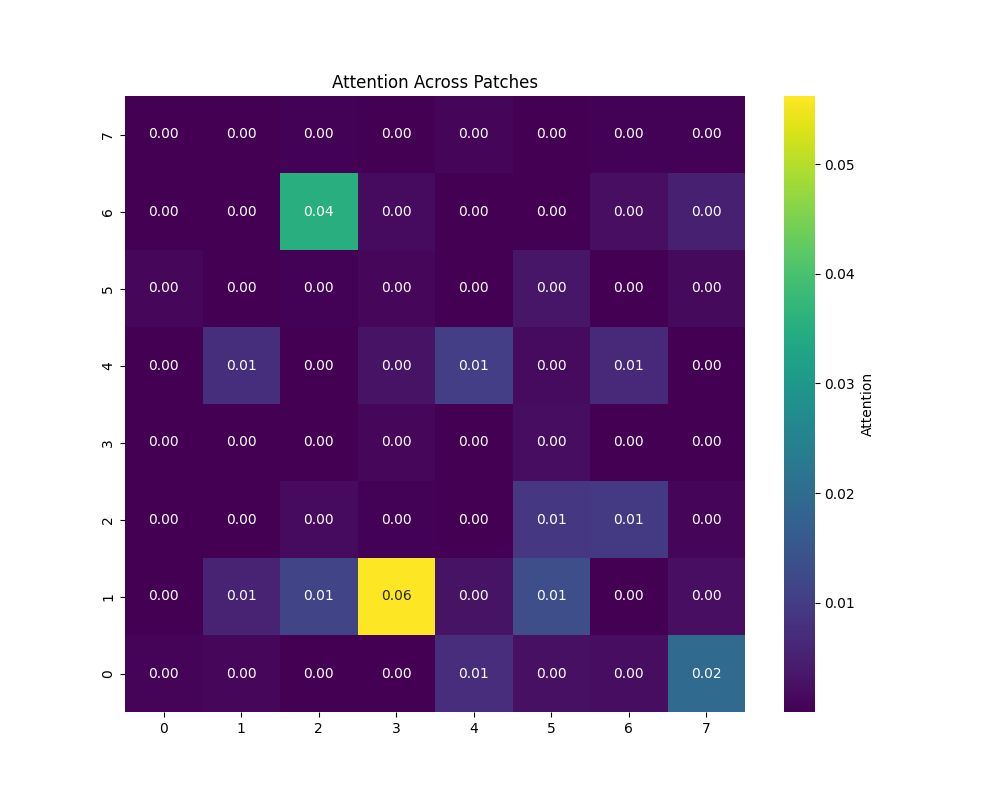 Attention Across Patches
7 0.00 0.00 0.00 0.00 0.00 0.00 0.00 0.00
0.05
6 0.00 0.00 0.04 0.00 0.00 0.00 0.00 0.00
0.04
5 0.00 0.00 0.00 0.00 0.00 0.00 0.00 0.00
4 0.00 0.01 0.00 0.00 0.01 0.00 0.01 0.00
0.03
Attention
3 0.00 0.00 0.00 0.00 0.00 0.00 0.00 0.00
0.02
2 0.00 0.00 0.00 0.00 0.00 0.01 0.01 0.00
1 0.00 0.01 0.01 0.06 0.00 0.01 0.00 0.00
0.01
0 0.00 0.00 0.00 0.00 0.01 0.00 0.00 0.02
0 1 2 3 4 5 6 7